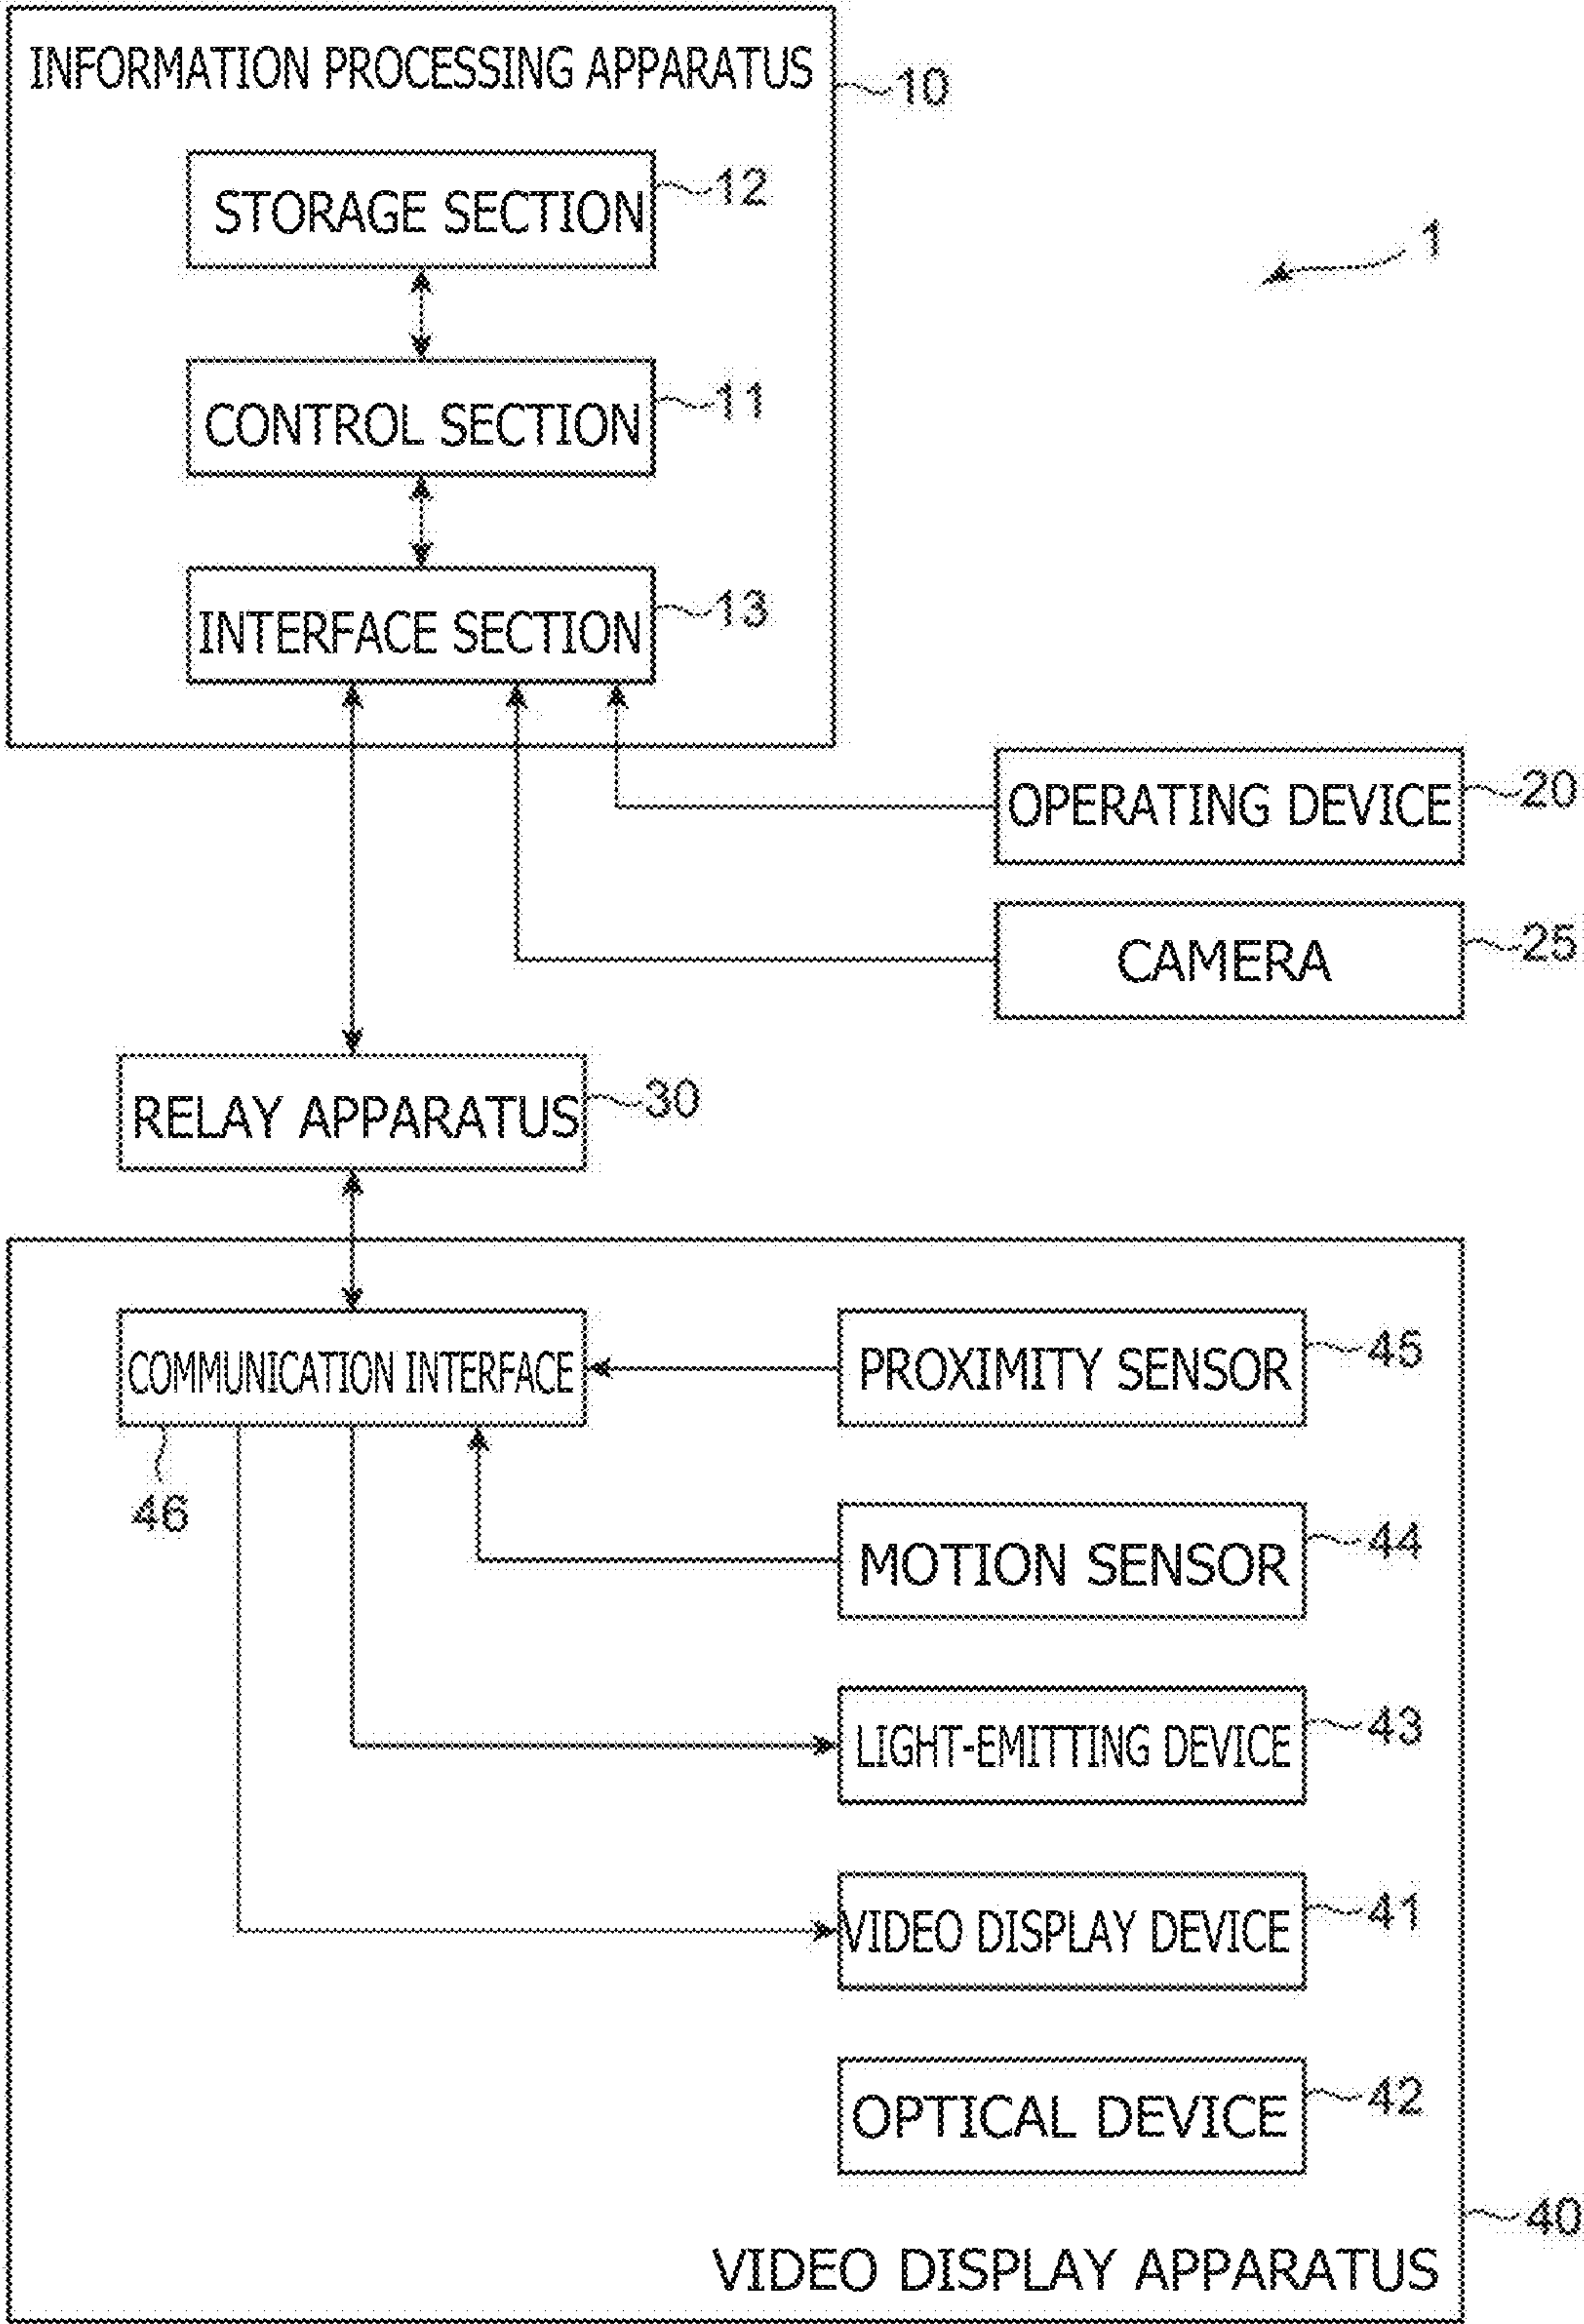 INFORMATION PROCESSING APPARATUS
10
STORAGE SECTION
12
1
CONTROL SECTION
11
INTERFACE SECTION
13
OPERATING DEVICE
20
CAMERA
25
RELAY APPARATUS
30
COMMUNICATION INTERFACE
46
PROXIMITY SENSOR
45
MOTION SENSOR
44
LIGHT-EMITTING DEVICE
43
VIDEO DISPLAY DEVICE
41
OPTICAL DEVICE
42
40
VIDEO DISPLAY APPARATUS